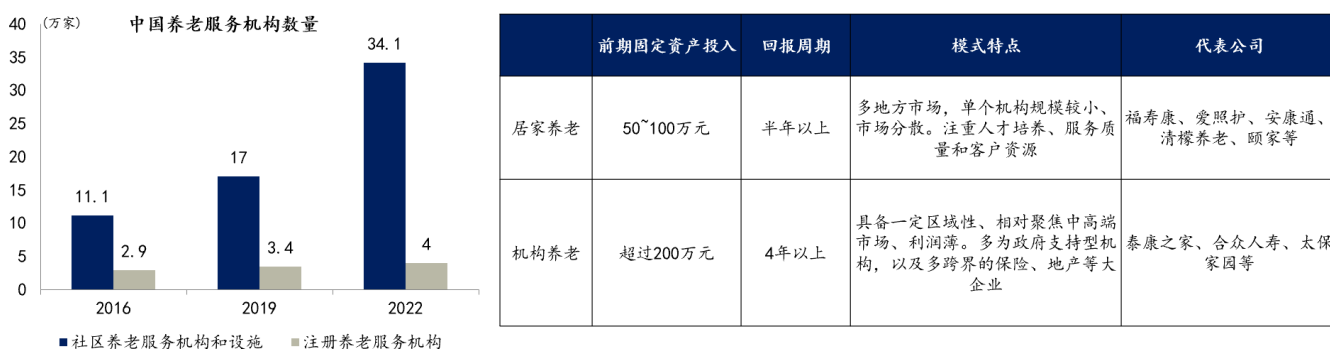 (万家)
中国养老服务机构数量
40
35
30
25
20
15
10
5
0
11.1
2.9
17
3.4
34.1
4
2016
2019
2022
社区养老服务机构和设施
注册养老服务机构
前期固定资产投入
回报周期
模式特点
代表公司
居家养老
50~100万元
半年以上
多地方市场，单个机构规模较小、
市场分散。注重人才培养、服务质
量和客户资源
福寿康、爱照护、安康通、
清檬养老、颐家等
机构养老
超过200万元
4年以上
具备一定区域性、相对聚焦中高端
市场、利润薄。多为政府支持型机
构，以及多跨界的保险、地产等大
企业
泰康之家、合众人寿、太保
家园等